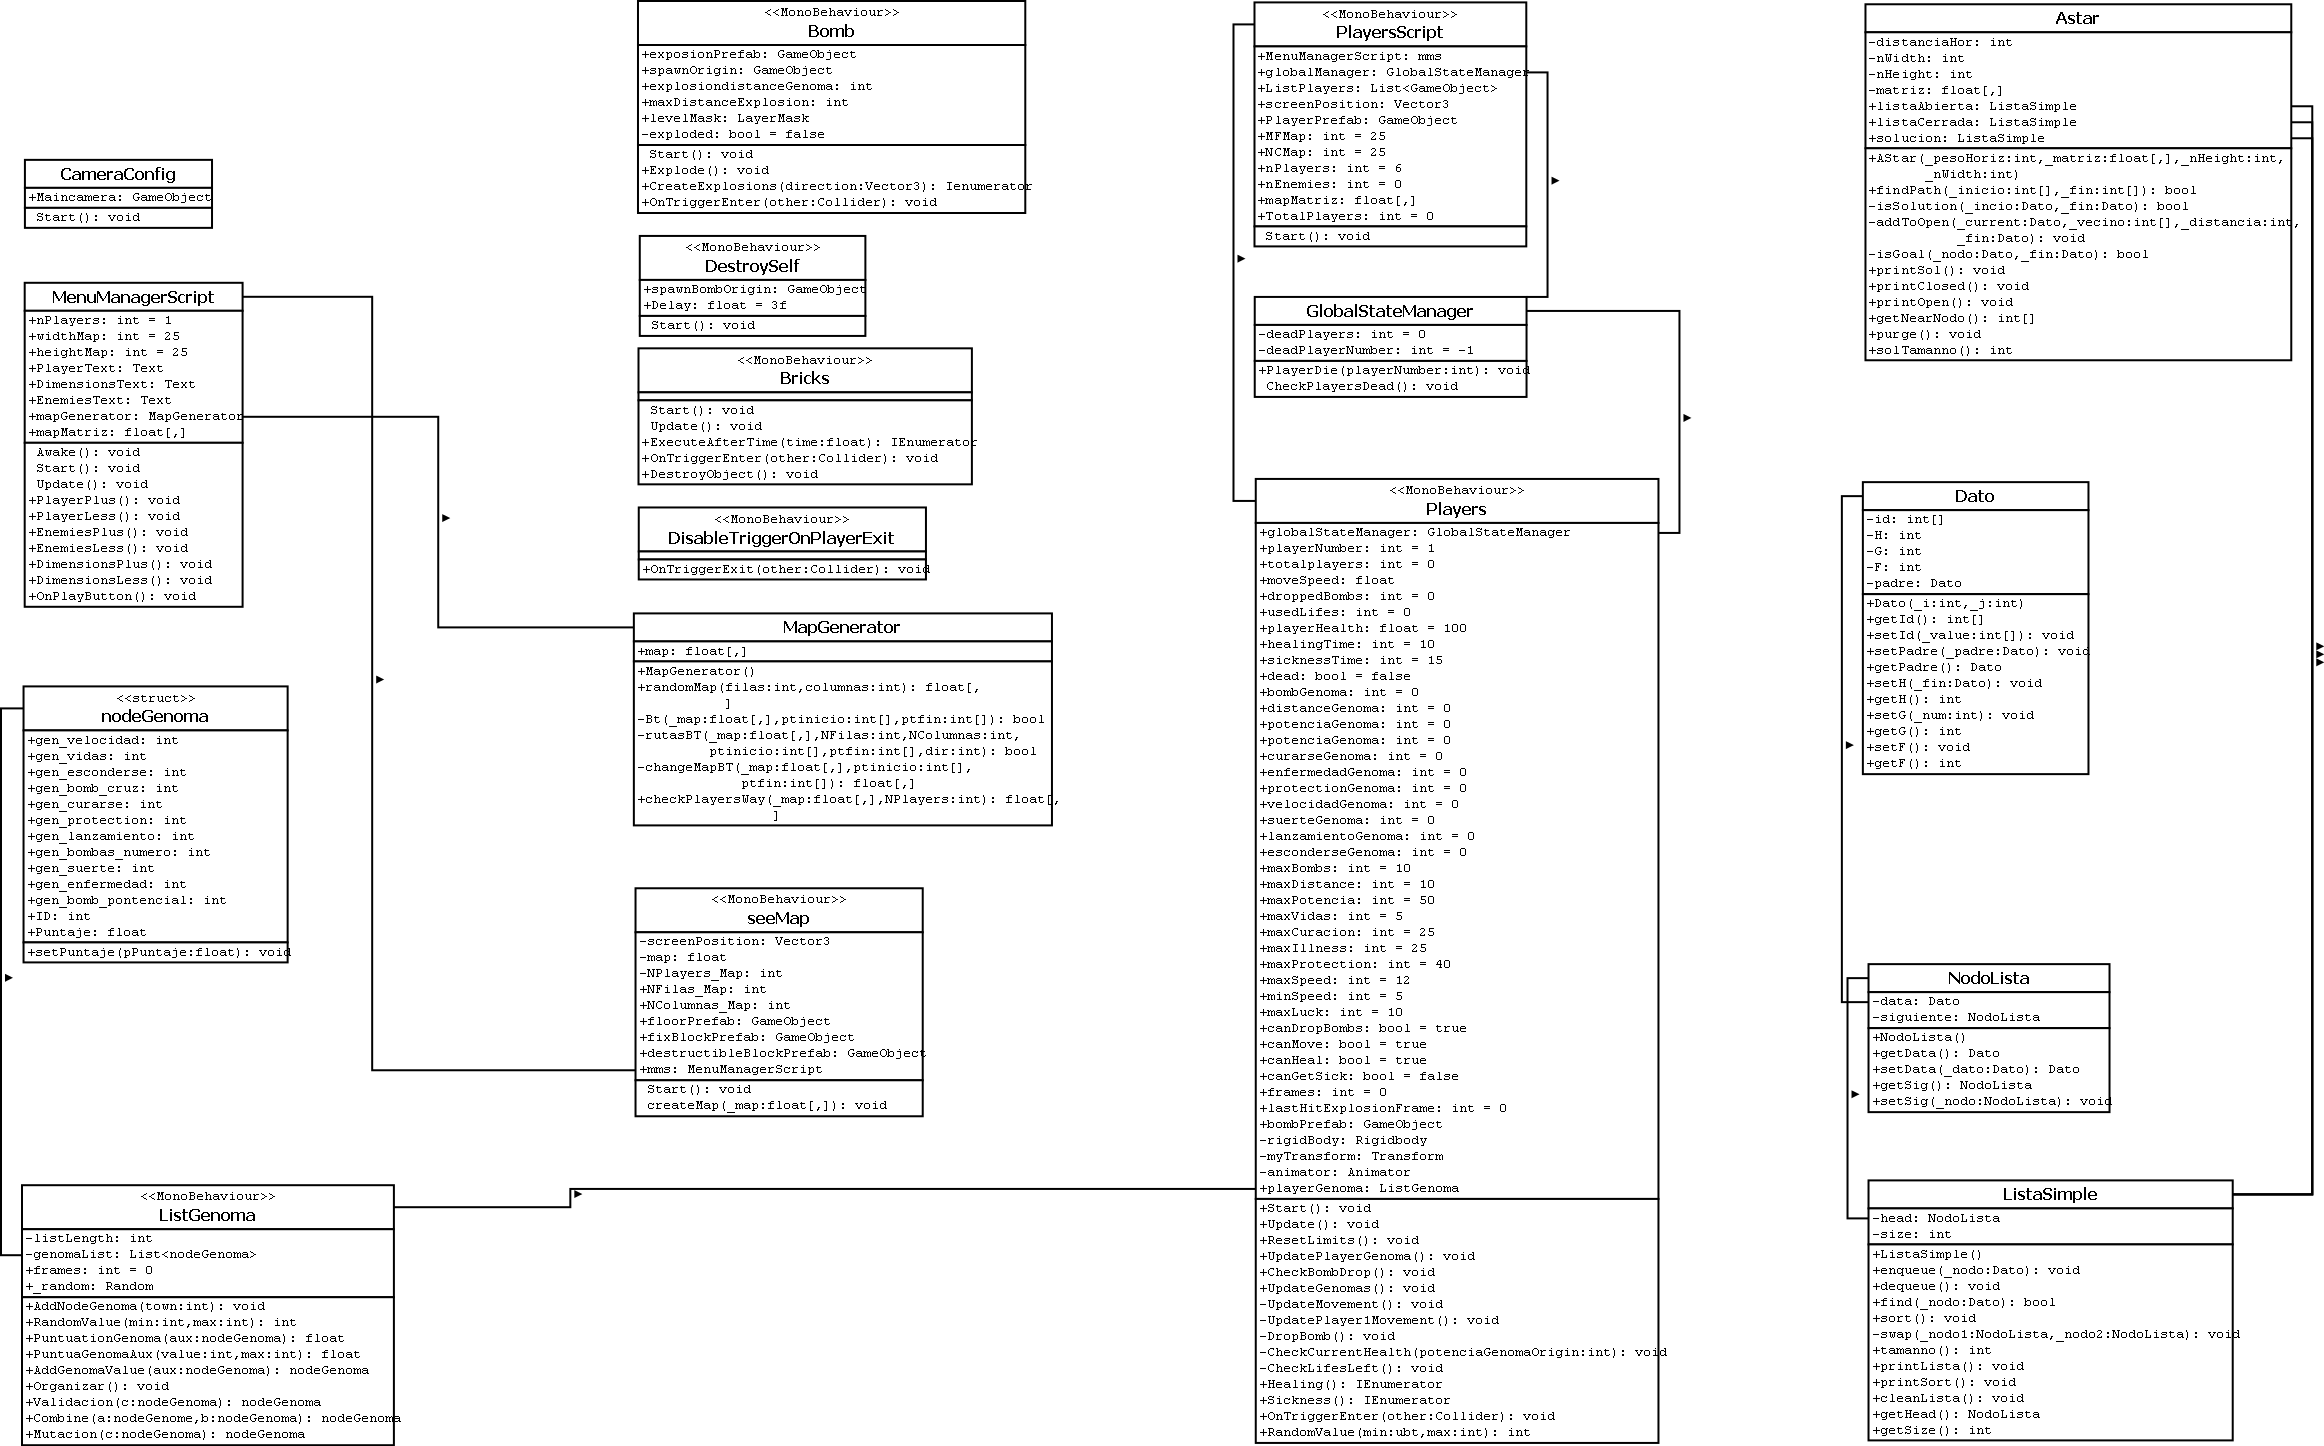 CameraConfig
+Maincamera: GameObject
Start(): void
MenuManagerScript
+nPlayers: int = 1
+widthMap: int = 25
+heightMap: int = 25
+PlayerText: Text
+DimensionsText: Text
+EnemiesText: Text
+mapGenerator: MapGenerator
+mapMatriz: float[,]
Awake(): void
Start(): void
Update(): void
+PlayerPlus(): void
+PlayerLess(): void
+EnemiesPlus(): void
+EnemiesLess(): void
+DimensionsPlus(): void
+DimensionsLess(): void
+OnPlayButton(): void
<<struct>>
nodeGenoma
+gen_velocidad: int
+gen_vidas: int
+gen_esconderse: int
+gen_bomb_cruz: int
+gen_curarse: int
+gen_protection: int
+gen_lanzamiento: int
+gen_bombas_numero: int
+gen_suerte: int
+gen_enfermedad: int
+gen_bomb_pontencial: int
+ID: int
+Puntaje: float
+setPuntaje(pPuntaje:float): void
<<MonoBehaviour>>
ListGenoma
-listLength: int
-genomaList: List<nodeGenoma>
+frames: int = 0
+_random: Random
+AddNodeGenoma(town:int): void
+RandomValue(min:int,max:int): int
+PuntuationGenoma(aux:nodeGenoma): float
+PuntuaGenomaAux(value:int,max:int): float
+AddGenomaValue(aux:nodeGenoma): nodeGenoma
+Organizar(): void
+Validacion(c:nodeGenoma): nodeGenoma
+Combine(a:nodeGenome,b:nodeGenoma): nodeGenoma
+Mutacion(c:nodeGenoma): nodeGenoma
<<MonoBehaviour>>
Bomb
+exposionPrefab: GameObject
+spawnOrigin: GameObject
+explosiondistanceGenoma: int
+maxDistanceExplosion: int
+levelMask: LayerMask
-exploded: bool = false
Start(): void
+Explode(): void
+CreateExplosions(direction:Vector3): Ienumerator
+OnTriggerEnter(other:Collider): void
<<MonoBehaviour>>
DestroySelf
+spawnBombOrigin: GameObject
+Delay: float = 3f
Start(): void
<<MonoBehaviour>>
Bricks
Start(): void
Update(): void
+ExecuteAfterTime(time:float): IEnumerator
+OnTriggerEnter(other:Collider): void
+DestroyObject(): void
<<MonoBehaviour>>
DisableTriggerOnPlayerExit
+OnTriggerExit(other:Collider): void
MapGenerator
+map: float[,]
+MapGenerator()
+randomMap(filas:int,columnas:int): float[,
]
-Bt(_map:float[,],ptinicio:int[],ptfin:int[]): bool
-rutasBT(_map:float[,],NFilas:int,NColumnas:int,
ptinicio:int[],ptfin:int[],dir:int): bool
-changeMapBT(_map:float[,],ptinicio:int[],
ptfin:int[]): float[,]
+checkPlayersWay(_map:float[,],NPlayers:int): float[,
]
<<MonoBehaviour>>
seeMap
-screenPosition: Vector3
-map: float
-NPlayers_Map: int
+NFilas_Map: int
+NColumnas_Map: int
+floorPrefab: GameObject
+fixBlockPrefab: GameObject
+destructibleBlockPrefab: GameObject
+mms: MenuManagerScript
Start(): void
createMap(_map:float[,]): void
<<MonoBehaviour>>
PlayersScript
+MenuManagerScript: mms
+globalManager: GlobalStateManager
+ListPlayers: List<GameObject>
+screenPosition: Vector3
+PlayerPrefab: GameObject
+MFMap: int = 25
+NCMap: int = 25
+nPlayers: int = 6
+nEnemies: int = 0
+mapMatriz: float[,]
+TotalPlayers: int = 0
Start(): void
GlobalStateManager
-deadPlayers: int = 0
-deadPlayerNumber: int = -1
+PlayerDie(playerNumber:int): void
CheckPlayersDead(): void
<<MonoBehaviour>>
Players
+globalStateManager: GlobalStateManager
+playerNumber: int = 1
+totalplayers: int = 0
+moveSpeed: float
+droppedBombs: int = 0
+usedLifes: int = 0
+playerHealth: float = 100
+healingTime: int = 10
+sicknessTime: int = 15
+dead: bool = false
+bombGenoma: int = 0
+distanceGenoma: int = 0
+potenciaGenoma: int = 0
+potenciaGenoma: int = 0
+curarseGenoma: int = 0
+enfermedadGenoma: int = 0
+protectionGenoma: int = 0
+velocidadGenoma: int = 0
+suerteGenoma: int = 0
+lanzamientoGenoma: int = 0
+esconderseGenoma: int = 0
+maxBombs: int = 10
+maxDistance: int = 10
+maxPotencia: int = 50
+maxVidas: int = 5
+maxCuracion: int = 25
+maxIllness: int = 25
+maxProtection: int = 40
+maxSpeed: int = 12
+minSpeed: int = 5
+maxLuck: int = 10
+canDropBombs: bool = true
+canMove: bool = true
+canHeal: bool = true
+canGetSick: bool = false
+frames: int = 0
+lastHitExplosionFrame: int = 0
+bombPrefab: GameObject
-rigidBody: Rigidbody
-myTransform: Transform
-animator: Animator
+playerGenoma: ListGenoma
+Start(): void
+Update(): void
+ResetLimits(): void
+UpdatePlayerGenoma(): void
+CheckBombDrop(): void
+UpdateGenomas(): void
-UpdateMovement(): void
-UpdatePlayer1Movement(): void
-DropBomb(): void
-CheckCurrentHealth(potenciaGenomaOrigin:int): void
-CheckLifesLeft(): void
+Healing(): IEnumerator
+Sickness(): IEnumerator
+OnTriggerEnter(other:Collider): void
+RandomValue(min:ubt,max:int): int
Astar
-distanciaHor: int
-nWidth: int
-nHeight: int
-matriz: float[,]
+listaAbierta: ListaSimple
+listaCerrada: ListaSimple
+solucion: ListaSimple
+AStar(_pesoHoriz:int,_matriz:float[,],_nHeight:int,
_nWidth:int)
+findPath(_inicio:int[],_fin:int[]): bool
-isSolution(_incio:Dato,_fin:Dato): bool
-addToOpen(_current:Dato,_vecino:int[],_distancia:int,
_fin:Dato): void
-isGoal(_nodo:Dato,_fin:Dato): bool
+printSol(): void
+printClosed(): void
+printOpen(): void
+getNearNodo(): int[]
+purge(): void
+solTamanno(): int
Dato
-id: int[]
-H: int
-G: int
-F: int
-padre: Dato
+Dato(_i:int,_j:int)
+getId(): int[]
+setId(_value:int[]): void
+setPadre(_padre:Dato): void
+getPadre(): Dato
+setH(_fin:Dato): void
+getH(): int
+setG(_num:int): void
+getG(): int
+setF(): void
+getF(): int
NodoLista
-data: Dato
-siguiente: NodoLista
+NodoLista()
+getData(): Dato
+setData(_dato:Dato): Dato
+getSig(): NodoLista
+setSig(_nodo:NodoLista): void
ListaSimple
-head: NodoLista
-size: int
+ListaSimple()
+enqueue(_nodo:Dato): void
+dequeue(): void
+find(_nodo:Dato): bool
+sort(): void
-swap(_nodo1:NodoLista,_nodo2:NodoLista): void
+tamanno(): int
+printLista(): void
+printSort(): void
+cleanLista(): void
+getHead(): NodoLista
+getSize(): int